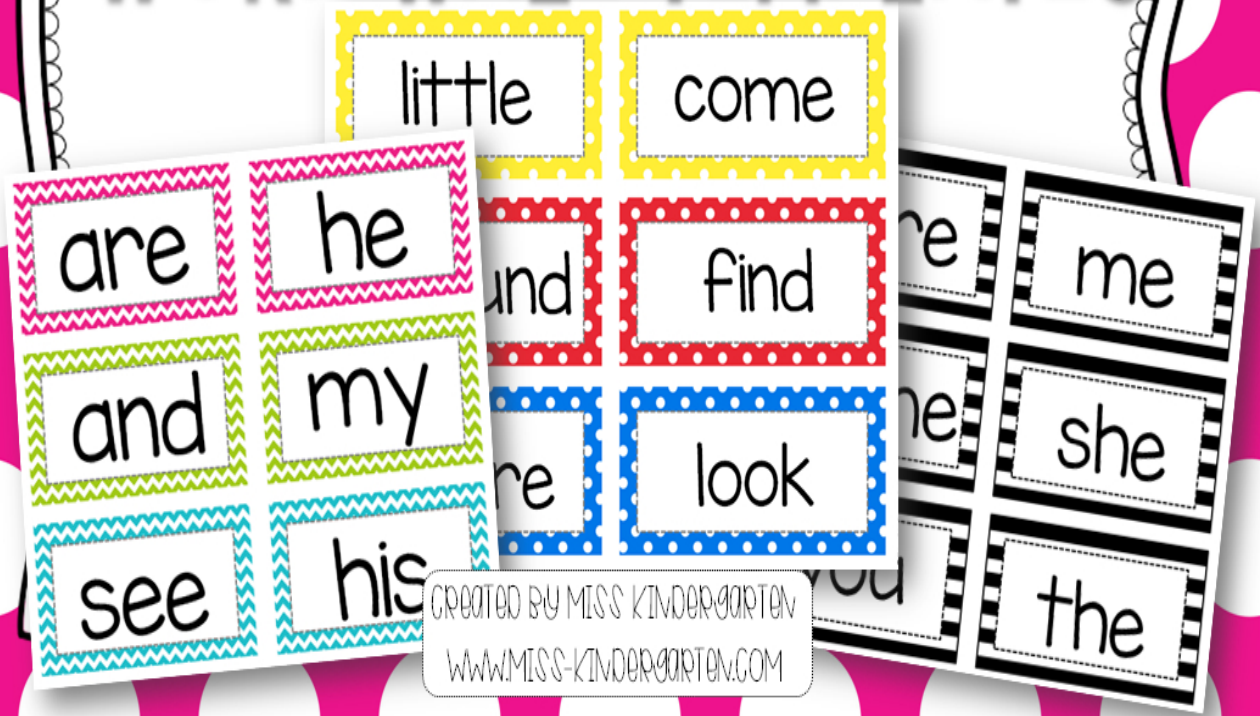 little
come
find
look
are
he
and
my
see
his
me
she
you
the
CREATED BY MISS KINDERGARTEN
WWW.MISS-KINDERGARTEN.COM